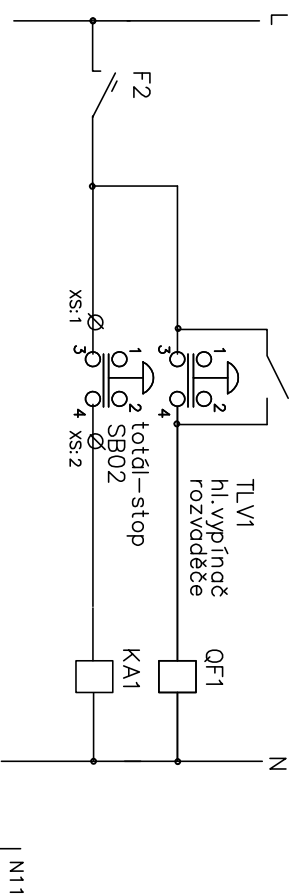 L
N
F2
TLV1
hl.vypínač
rozvaděče
1
2
3
4
QF1
totál-stop
SB02
1
2
3
4
XS:1
XS:2
KA1
N11